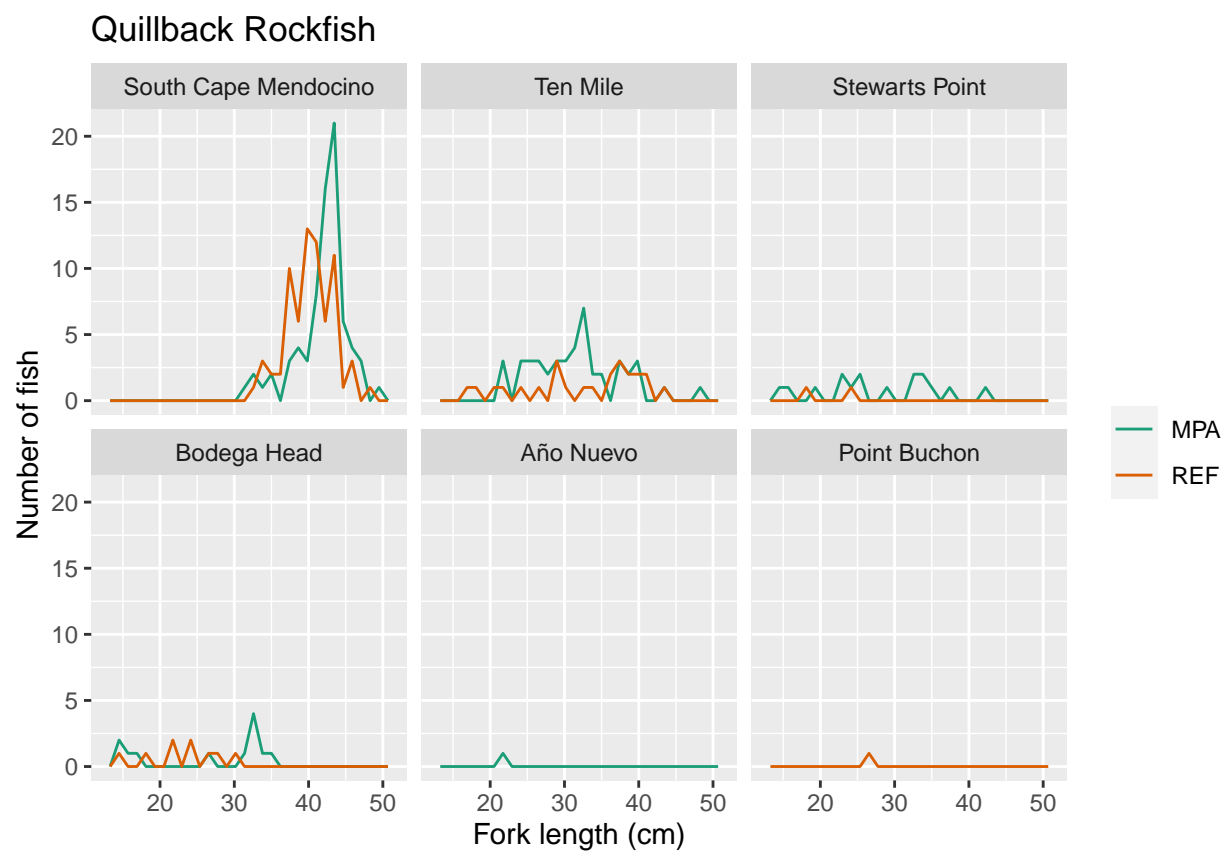 Quillback Rockfish
South Cape Mendocino
Ten Mile
Stewarts Point
20
15
10
5
0
Bodega Head
Año Nuevo
Point Buchon
20
15
10
5
0
20 30 40 50
20 30 40 50
20 30 40 50
Fork length (cm)
Number of fish
MPA
REF